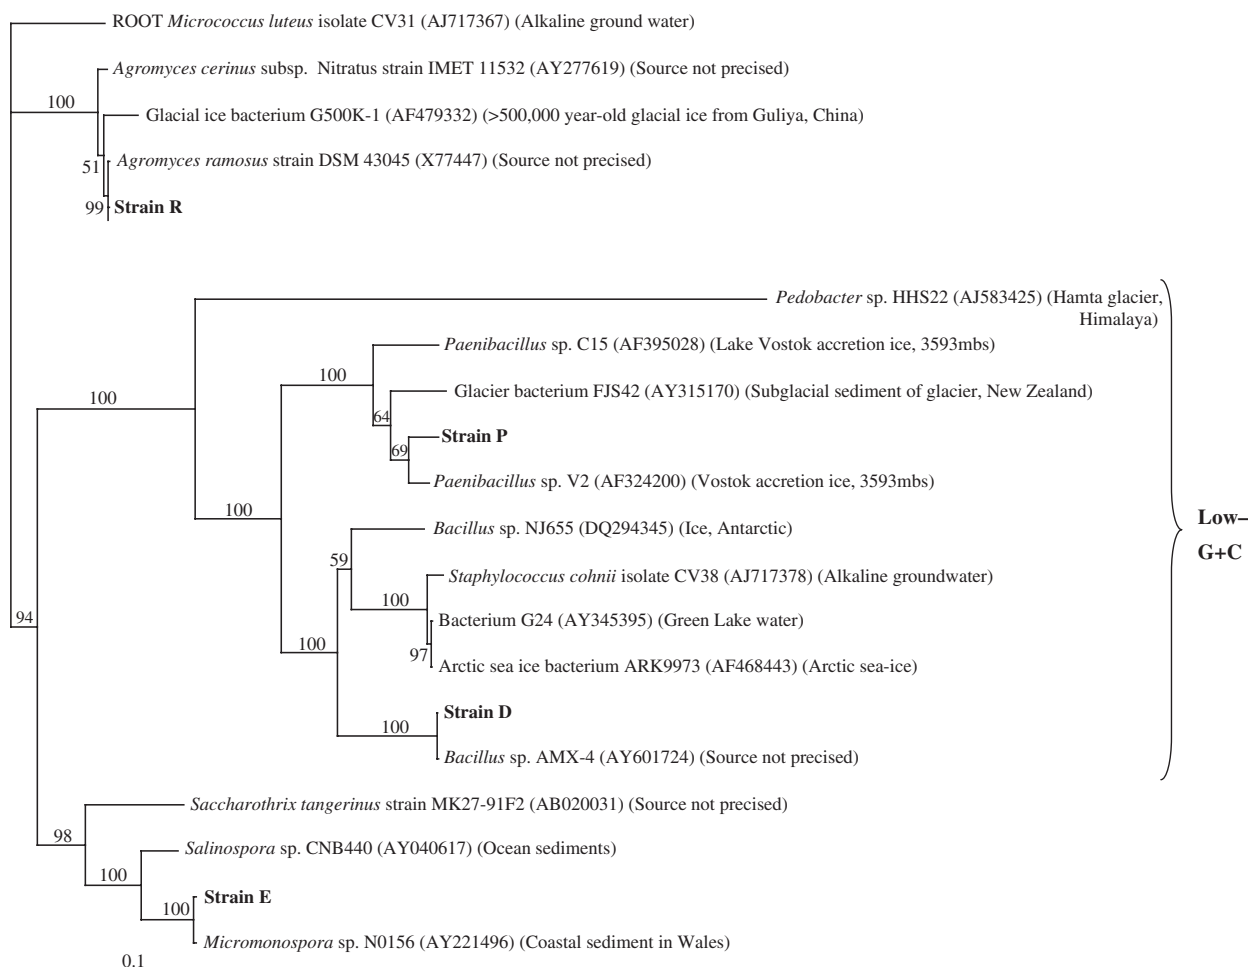 ROOT Micrococcus luteus isolate CV31 (AJ717367) (Alkaline ground water)
Agromyces cerinus subsp. Nitratus strain IMET 11532 (AY277619) (Source not precised)
100
Glacial ice bacterium G500K-1 (AF479332) (>500,000 year-old glacial ice from Guliya, China)
Agromyces ramosus strain DSM 43045 (X77447) (Source not precised)
51
99 Strain R
Pedobacter sp. HHS22 (AJ583425) (Hamta glacier,
Himalaya)
Paenibacillus sp. C15 (AF395028) (Lake Vostok accretion ice, 3593mbs)
100
Glacier bacterium FJS42 (AY315170) (Subglacial sediment of glacier, New Zealand)
100
64
Strain P
69
Paenibacillus sp. V2 (AF324200) (Vostok accretion ice, 3593mbs)
100
Low–
G+C
Bacillus sp. NJ655 (DQ294345) (Ice, Antarctic)
59
Staphylococcus cohnii isolate CV38 (AJ717378) (Alkaline groundwater)
100
Bacterium G24 (AY345395) (Green Lake water)
94
100
97
Arctic sea ice bacterium ARK9973 (AF468443) (Arctic sea-ice)
Strain D
100
Bacillus sp. AMX-4 (AY601724) (Source not precised)
Saccharothrix tangerinus strain MK27-91F2 (AB020031) (Source not precised)
98
Salinospora sp. CNB440 (AY040617) (Ocean sediments)
100
Strain E
100
Micromonospora sp. N0156 (AY221496) (Coastal sediment in Wales)
0.1